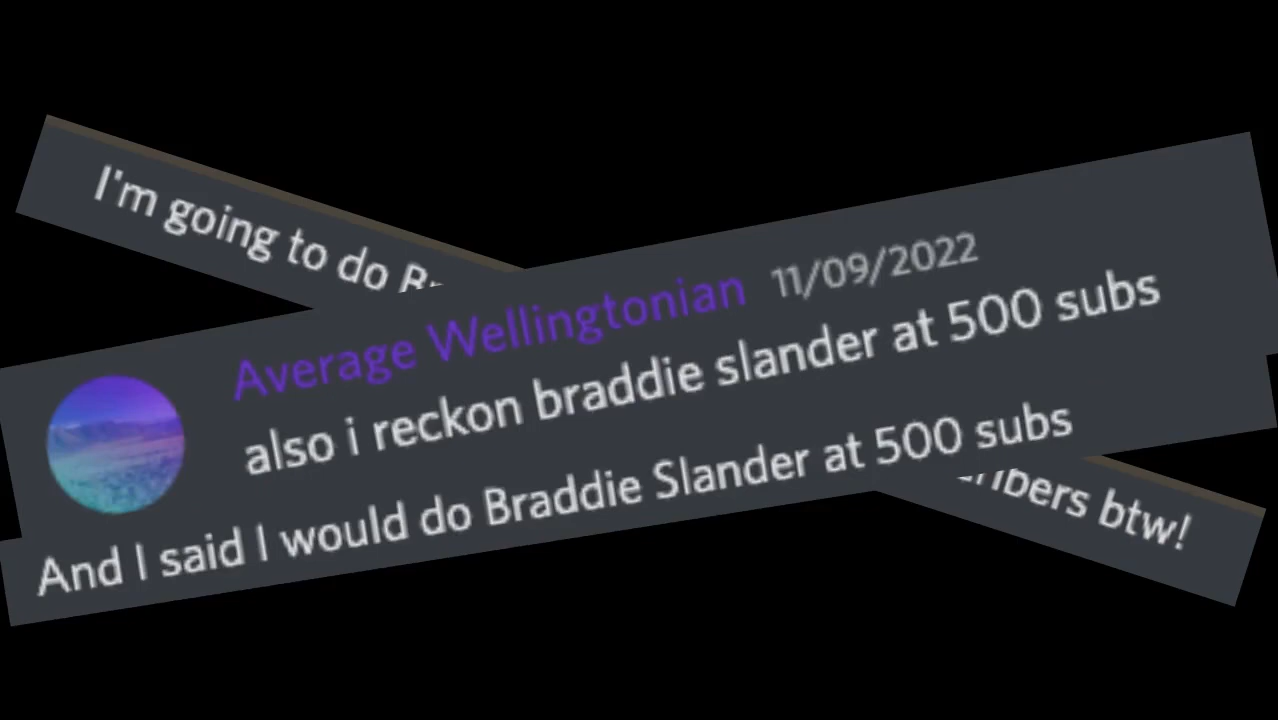 I'm going to do
Average Wellingtonian 11/09/2022
also i reckon braddie slander at 500 subs
And I said I would do Braddie Slander at 500 subs
btw!